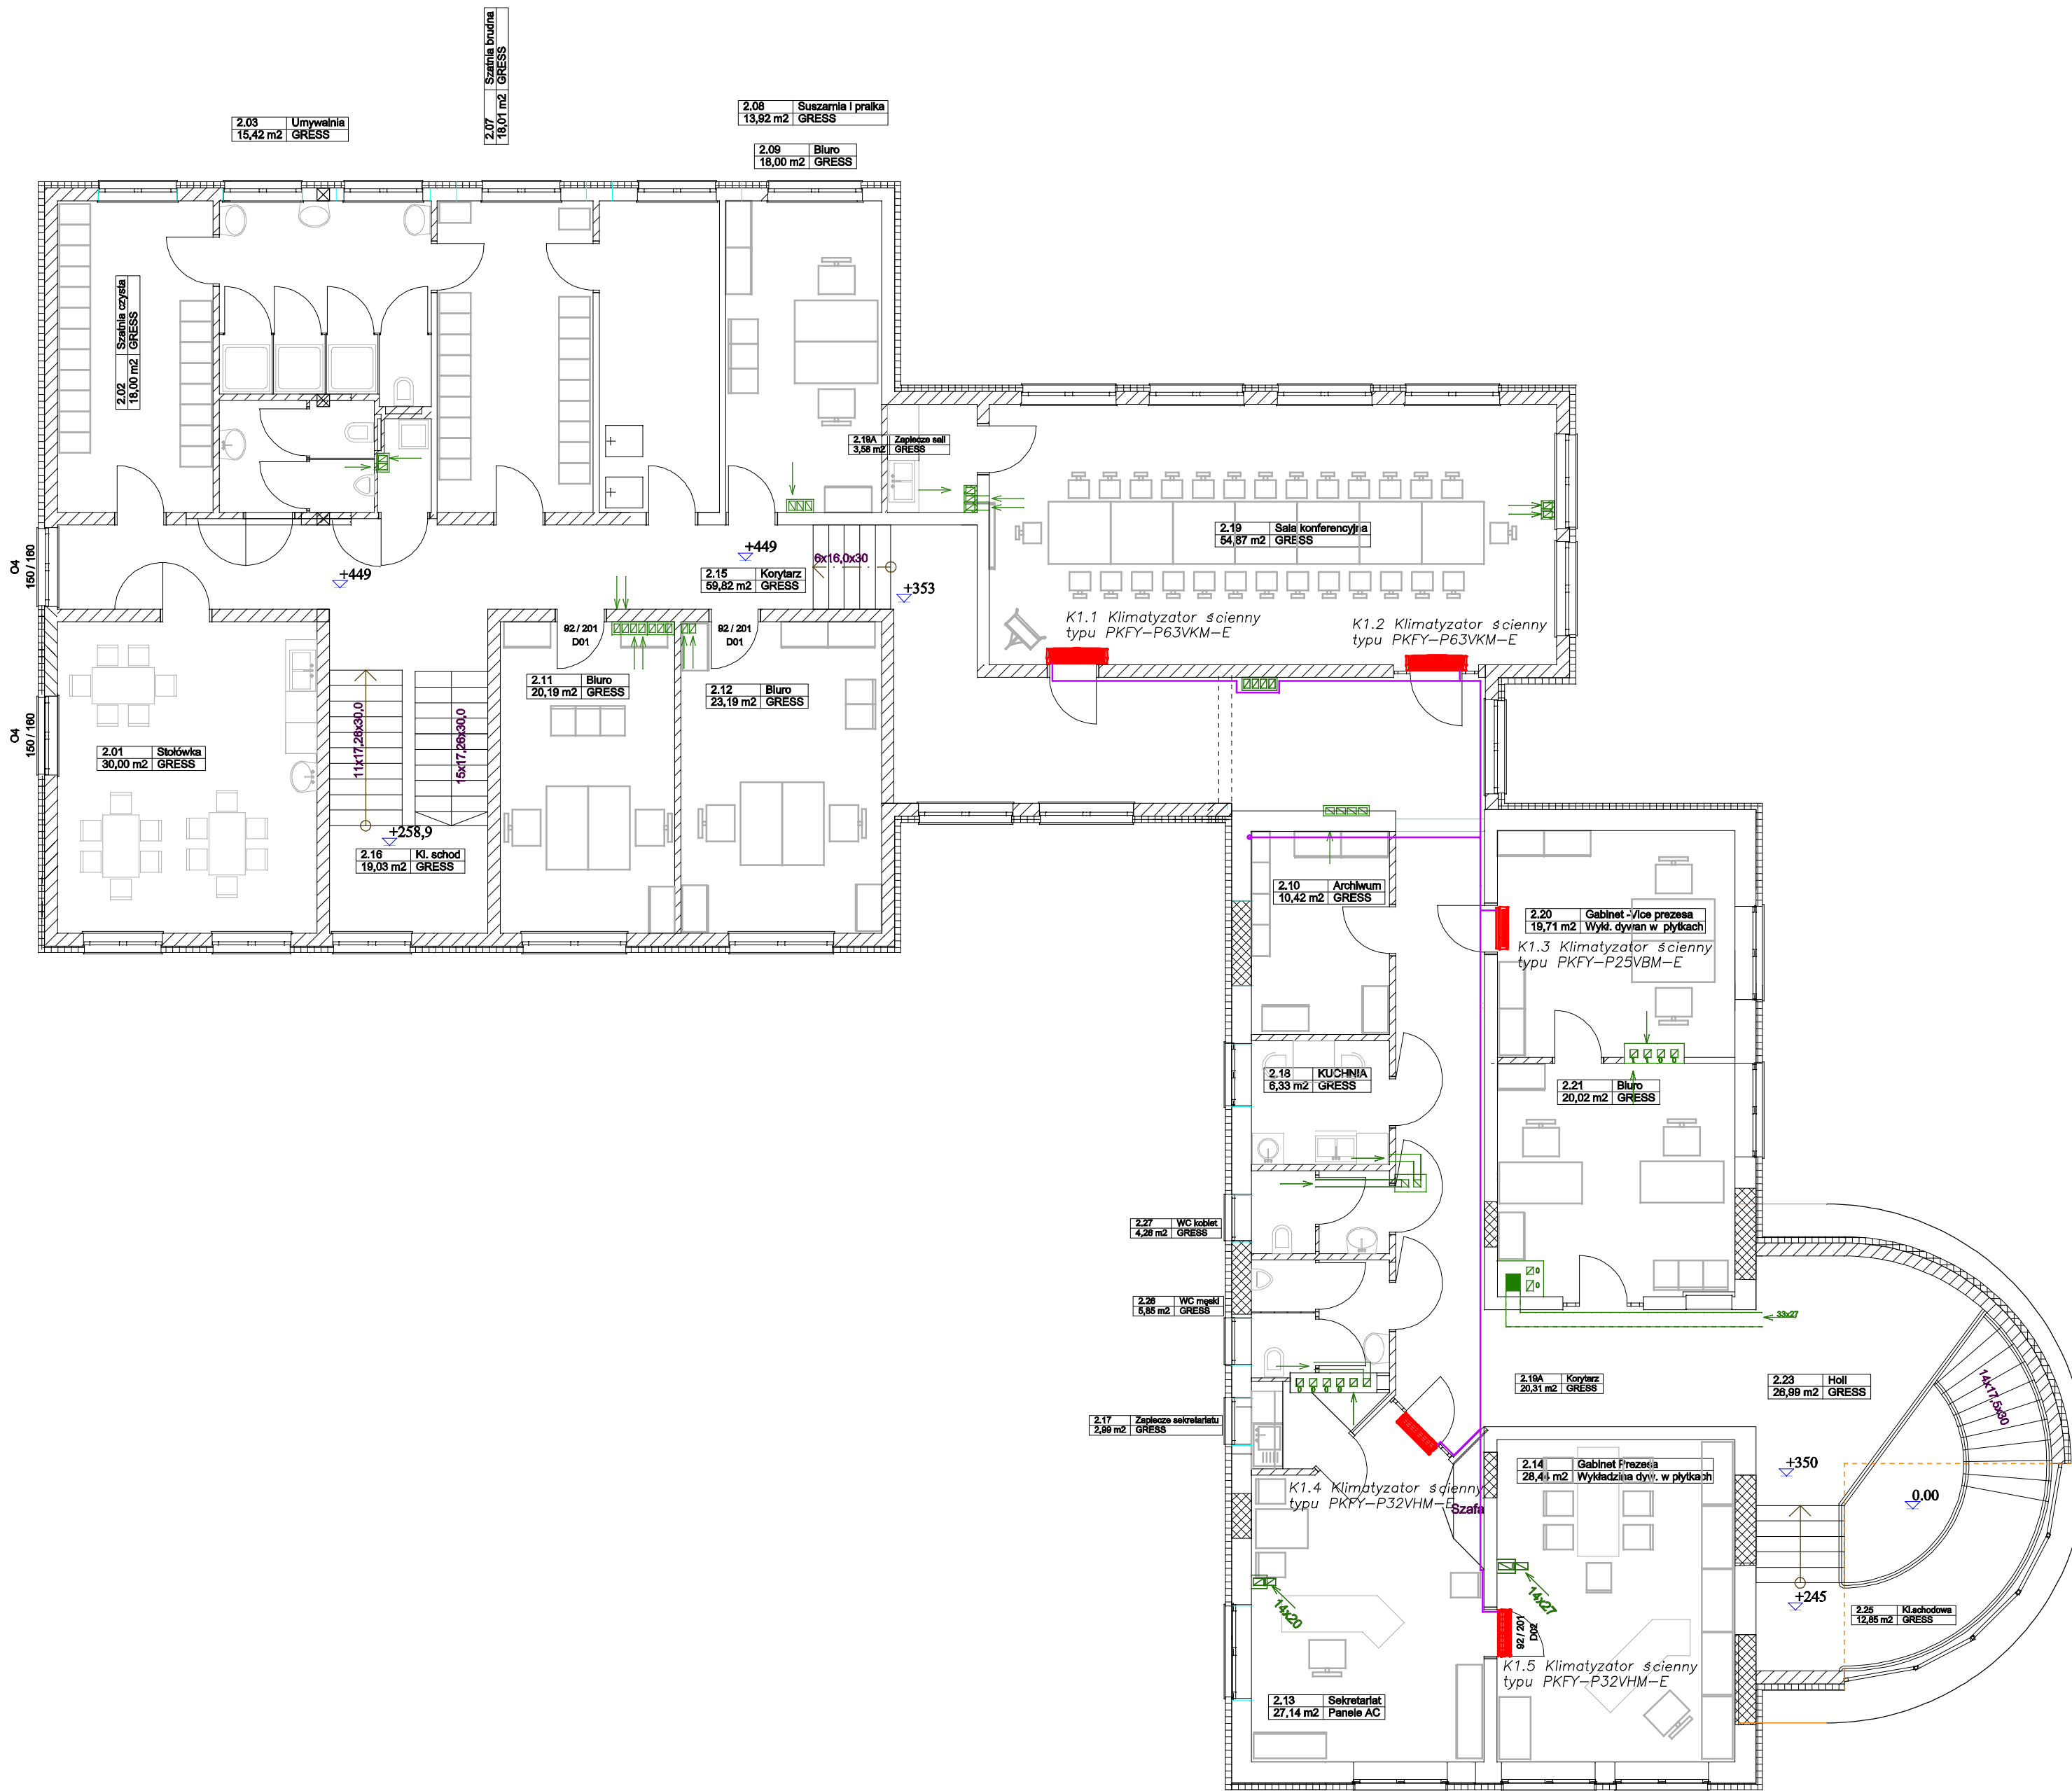 2.07 Szatnia brudna
18,01 m2 GRESS
2.08 Suszarnia i pralka
13,92 m2 GRESS
2.03 Umywalnia
15,42 m2 GRESS
2.09 Biuro
18,00 m2 GRESS
2.02 Szatnia czysta
18,00 m2 GRESS
2.19A Zaplecze sali
3,58 m2 GRESS
2.19 Sala konferencyjna
54,87 m2 GRESS
O4
150 / 160
+449
+449
2.15 Korytarz
59,82 m2 GRESS
6x16,0x30
+353
K1.1 Klimatyzator ścienny
typu PKFY-P63VKM-E
K1.2 Klimatyzator ścienny
typu PKFY-P63VKM-E
92 / 201
D01
92 / 201
D01
2.11 Biuro
20,19 m2 GRESS
2.12 Biuro
23,19 m2 GRESS
O4
150 / 160
2.01 Stołówka
30,00 m2 GRESS
11x17,26x30,0
15x17,26x30,0
+258,9
2.16 Kl. schod
19,03 m2 GRESS
2.10 Archiwum
10,42 m2 GRESS
2.20 Gabinet -Vice prezesa
19,71 m2 Wykł. dywan w płytkach
K1.3 Klimatyzator ścienny
typu PKFY-P25VBM-E
2.18 KUCHNIA
6,33 m2 GRESS
2.21 Biuro
20,02 m2 GRESS
2.27 WC kobiet
4,26 m2 GRESS
2.26 WC męski
5,85 m2 GRESS
33x27
2.19A Korytarz
20,31 m2 GRESS
2.23 Holl
26,99 m2 GRESS
14x17,5x30
2.17 Zaplecze sekretariatu
2,99 m2 GRESS
2.14 Gabinet Prezesa
28,44 m2 Wykładzina dyw. w płytkach
+350
0.00
K1.4 Klimatyzator ścienny
typu PKFY-P32VHM-E
Szafa
14x20
14x27
+245
2.25 Kl.schodowa
12,85 m2 GRESS
92 / 201
D02
K1.5 Klimatyzator ścienny
typu PKFY-P32VHM-E
2.13 Sekretariat
27,14 m2 Panele AC